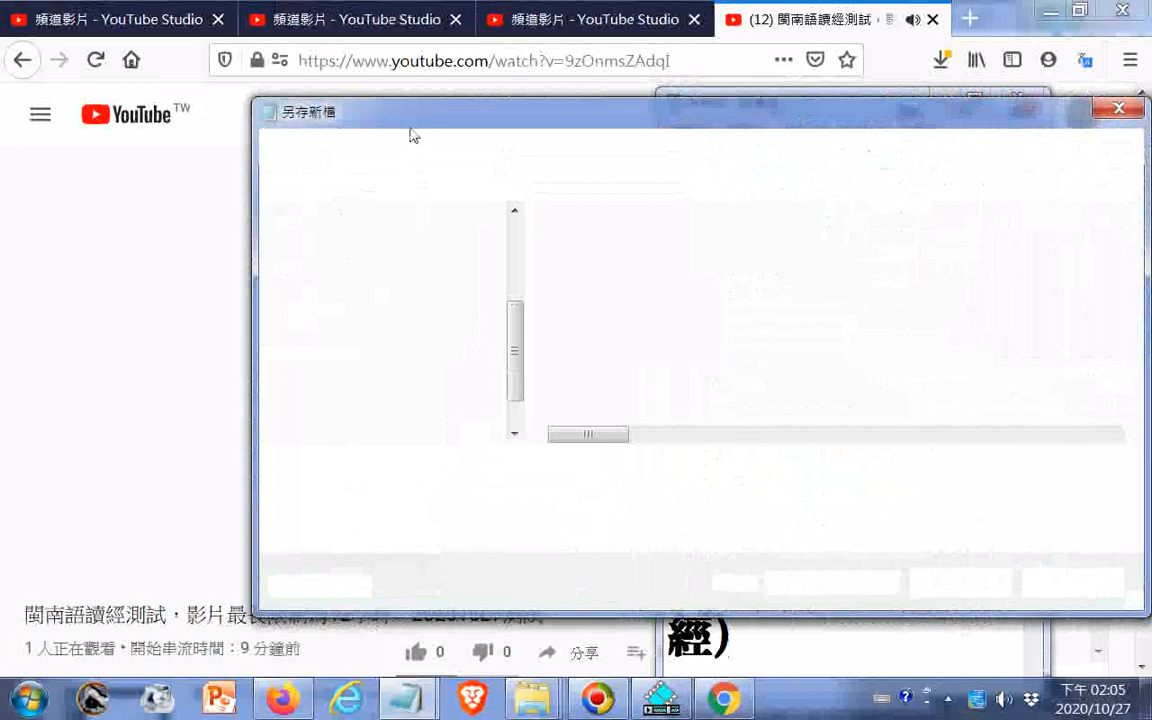 頻道影片 - YouTube Studio
頻道影片 - YouTube Studio
頻道影片 - YouTube Studio
(12) 閩南語讀經測試，
https://www.youtube.com/watch?v=9zOnmsZAdqI
YouTube TW
另存新檔
閩南語讀經測試，影片最
1 人正在觀看 • 開始串流時間：9 分鐘前
0
0
分享
經)
下午 02:05
2020/10/27